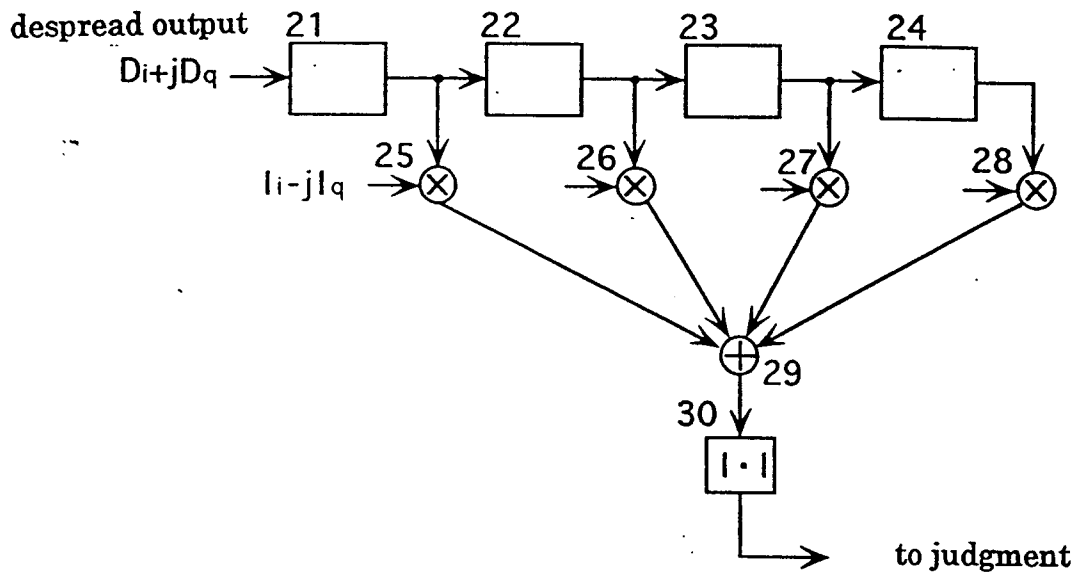 despread output
21
22
23
24
Di+jDq
25
26
27
28
Ii-jIq
29
30
|·|
to judgment